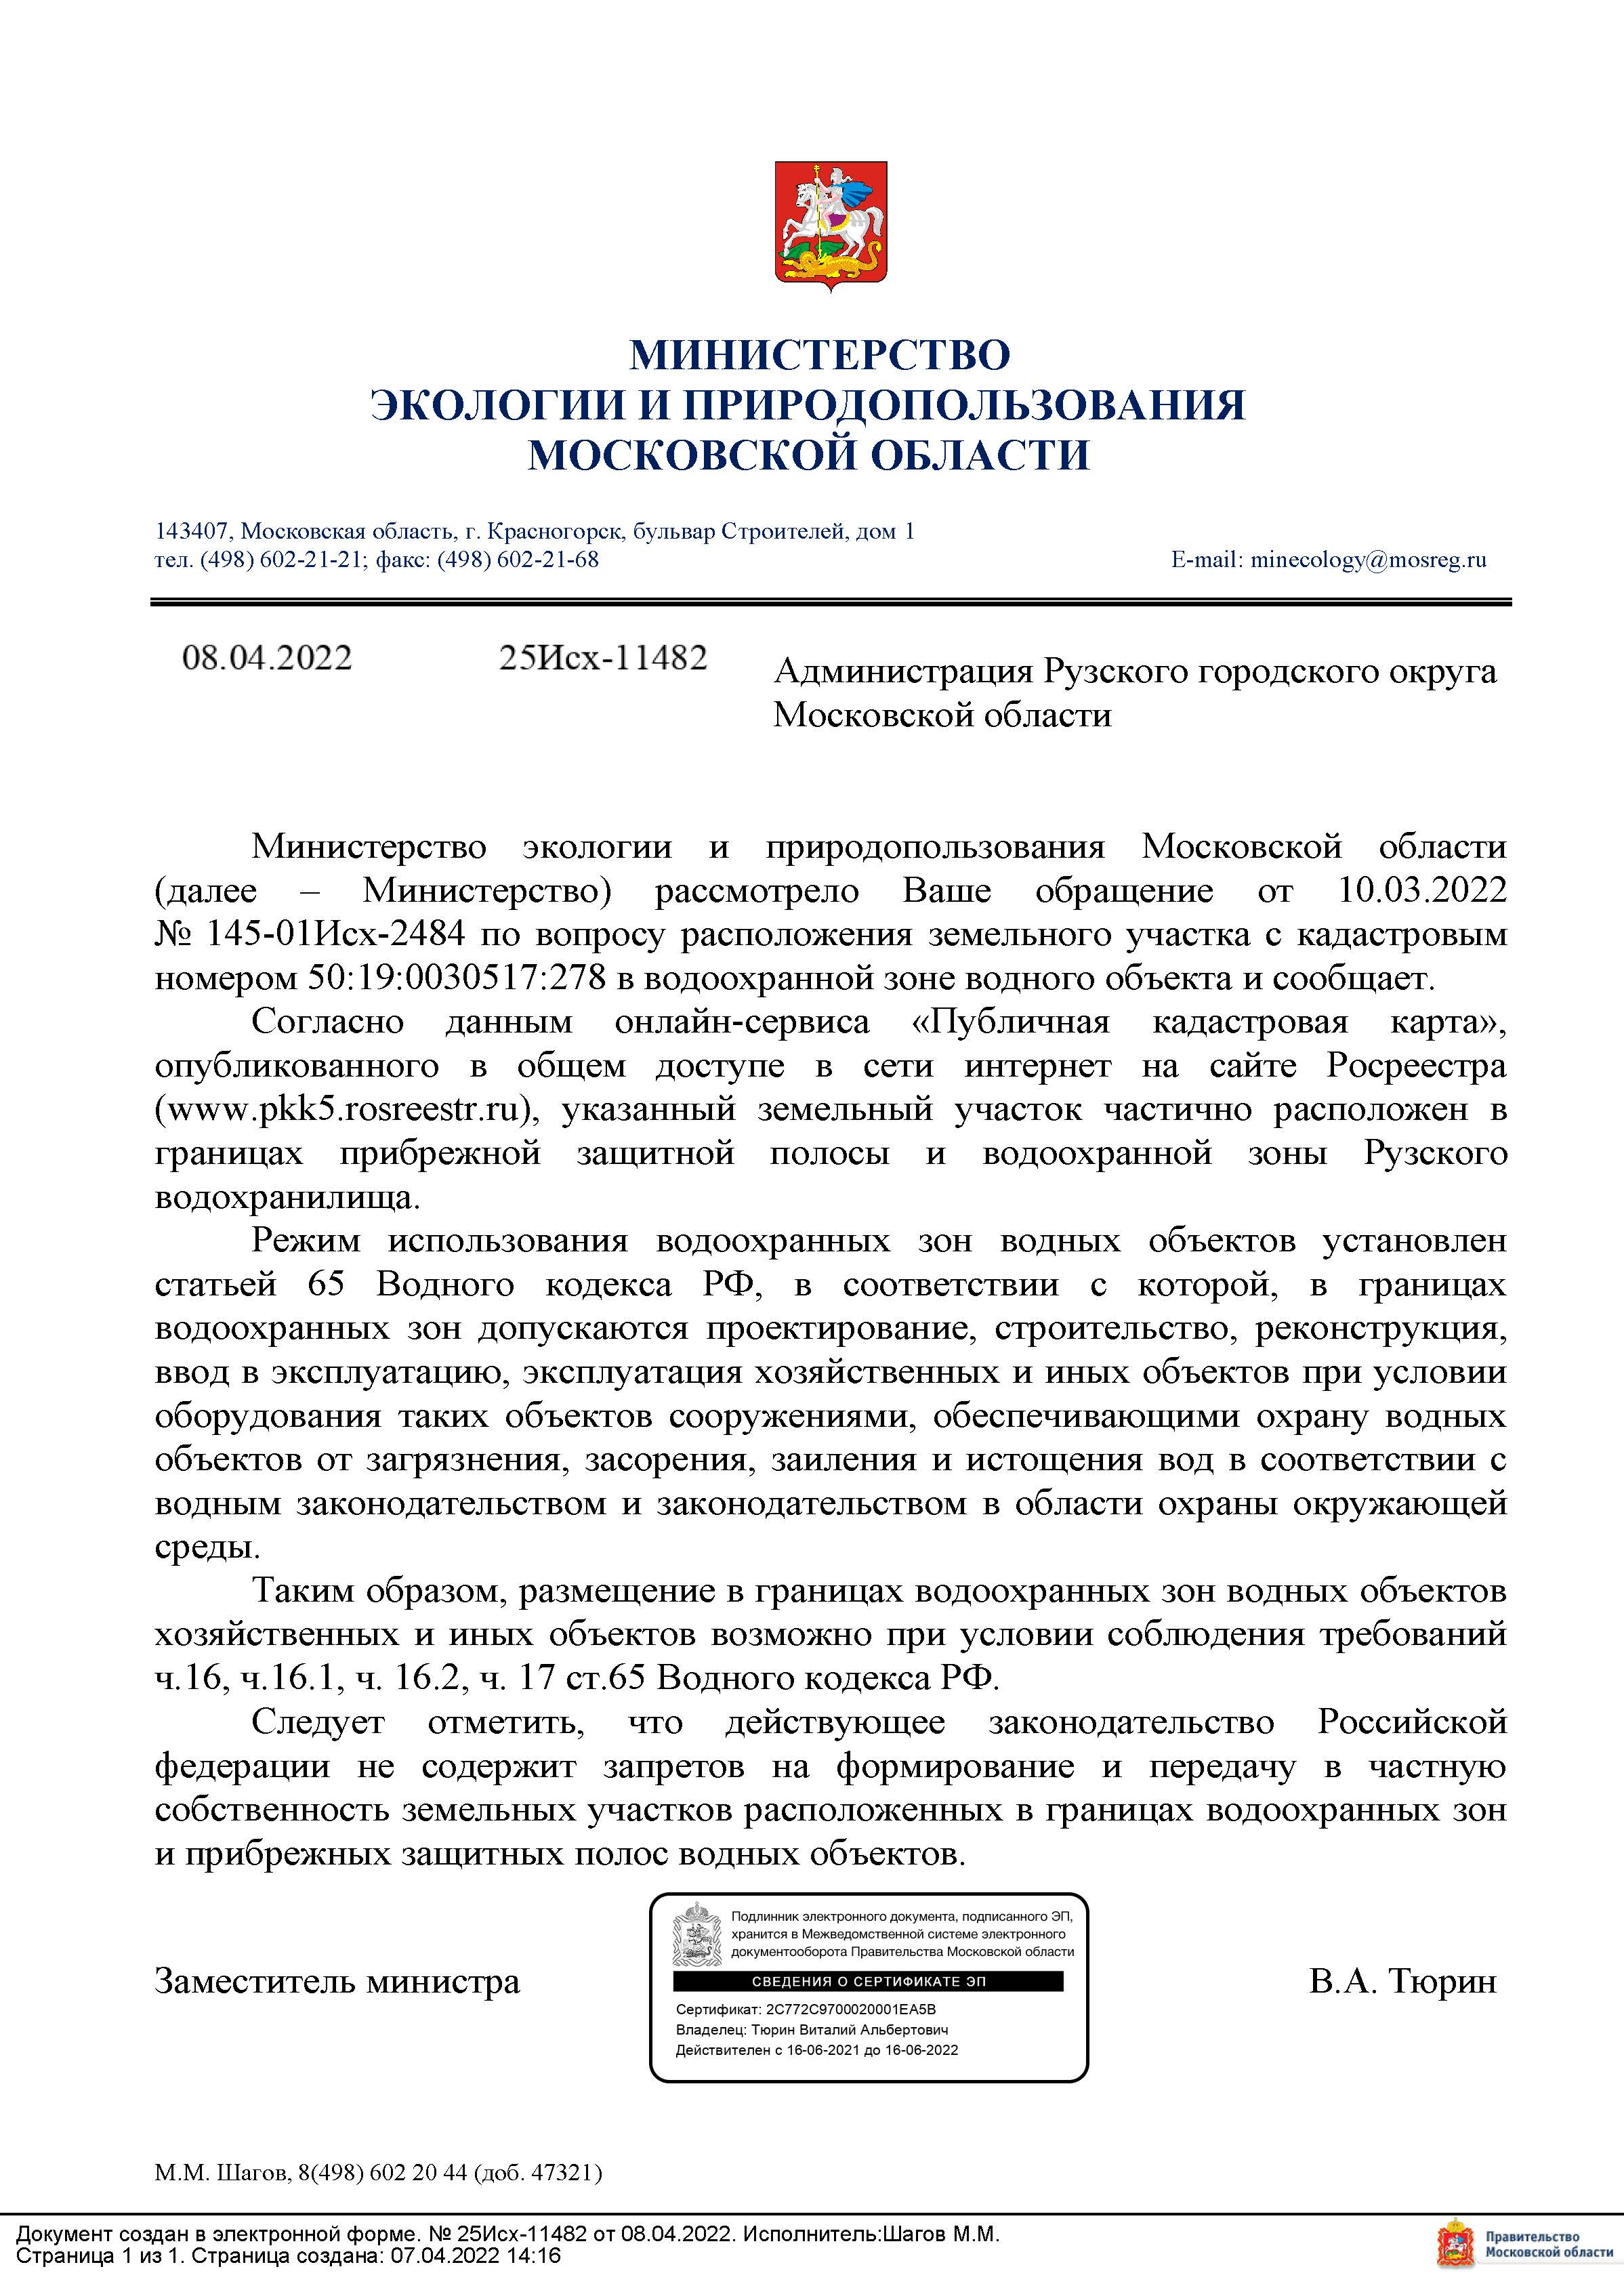 МИНИСТЕРСТВО
ЭКОЛОГИИ И ПРИРОДОПОЛЬЗОВАНИЯ
МОСКОВСКОЙ ОБЛАСТИ
143407, Московская область, г. Красногорск, бульвар Строителей, дом 1
тел. (498) 602-21-21; факс: (498) 602-21-68 E-mail: minecology@mosreg.ru
08.04.2022 25Исх-11482
Администрация Рузского городского округа
Московской области
Министерство экологии и природопользования Московской области
(далее – Министерство) рассмотрело Ваше обращение от 10.03.2022
№ 145-01Исх-2484 по вопросу расположения земельного участка с кадастровым
номером 50:19:0030517:278 в водоохранной зоне водного объекта и сообщает.
Согласно данным онлайн-сервиса «Публичная кадастровая карта»,
опубликованного в общем доступе в сети интернет на сайте Росреестра
(www.pkk5.rosreestr.ru), указанный земельный участок частично расположен в
границах прибрежной защитной полосы и водоохранной зоны Рузского
водохранилища.
Режим использования водоохранных зон водных объектов установлен
статьей 65 Водного кодекса РФ, в соответствии с которой, в границах
водоохранных зон допускаются проектирование, строительство, реконструкция,
ввод в эксплуатацию, эксплуатация хозяйственных и иных объектов при условии
оборудования таких объектов сооружениями, обеспечивающими охрану водных
объектов от загрязнения, засорения, заиления и истощения вод в соответствии с
водным законодательством и законодательством в области охраны окружающей
среды.
Таким образом, размещение в границах водоохранных зон водных объектов
хозяйственных и иных объектов возможно при условии соблюдения требований
ч.16, ч.16.1, ч. 16.2, ч. 17 ст.65 Водного кодекса РФ.
Следует отметить, что действующее законодательство Российской
федерации не содержит запретов на формирование и передачу в частную
собственность земельных участков расположенных в границах водоохранных зон
и прибрежных защитных полос водных объектов.
Подлинник электронного документа, подписанного ЭП,
хранится в Межведомственной системе электронного
документооборота Правительства Московской области
СВЕДЕНИЯ О СЕРТИФИКАТЕ ЭП
Заместитель министра В.А. Тюрин
Сертификат: 2C772C9700020001EA5B
Владелец: Тюрин Виталий Альбертович
Действителен с 16-06-2021 до 16-06-2022
М.М. Шагов, 8(498) 602 20 44 (доб. 47321)
Документ создан в электронной форме. № 25Исх-11482 от 08.04.2022. Исполнитель:Шагов М.М.
Страница 1 из 1. Страница создана: 07.04.2022 14:16
Правительство
Московской области